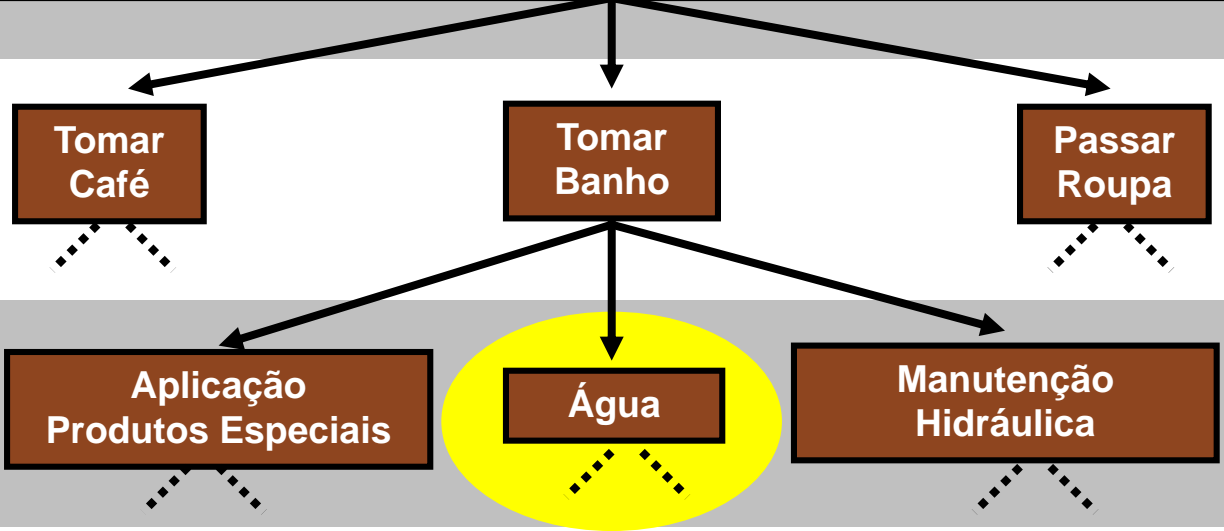 Tomar
Café
Tomar
Banho
Passar
Roupa
Aplicação
Produtos Especiais
Água
Manutenção
Hidráulica